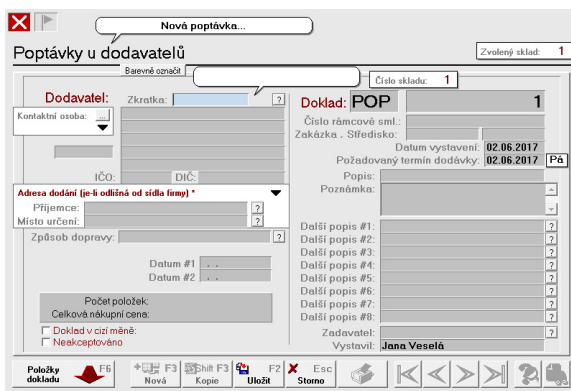 Nová poptávka...
Poptávky u dodavatelů
Zvolený sklad: 1
Barevně označit
Číslo skladu: 1
Dodavatel: Zkratka: ?
Doklad: POP 1
Kontaktní osoba: ...
Číslo rámcové sml.:
Zakázka . Středisko:
Datum vystavení: 02.06.2017
Požadovaný termín dodávky: 02.06.2017 Pá
IČO: DIČ:
Popis:
Poznámka:
Adresa dodání (je-li odlišná od sídla firmy) *
Příjemce: ?
Místo určení: ?
Způsob dopravy: ?
Další popis #1: ?
Další popis #2: ?
Další popis #3: ?
Další popis #4: ?
Další popis #5: ?
Další popis #6: ?
Další popis #7: ?
Další popis #8: ?
Datum #1 . .
Datum #2 . .
Počet položek:
Celková nákupní cena:
Doklad v cizí měně:
Neakceptováno
Zadavatel: ?
Vystavil: Jana Veselá
Položky dokladu F6
F3 Nová
Shift F3 Kopie
F2 Uložit
Esc Storno